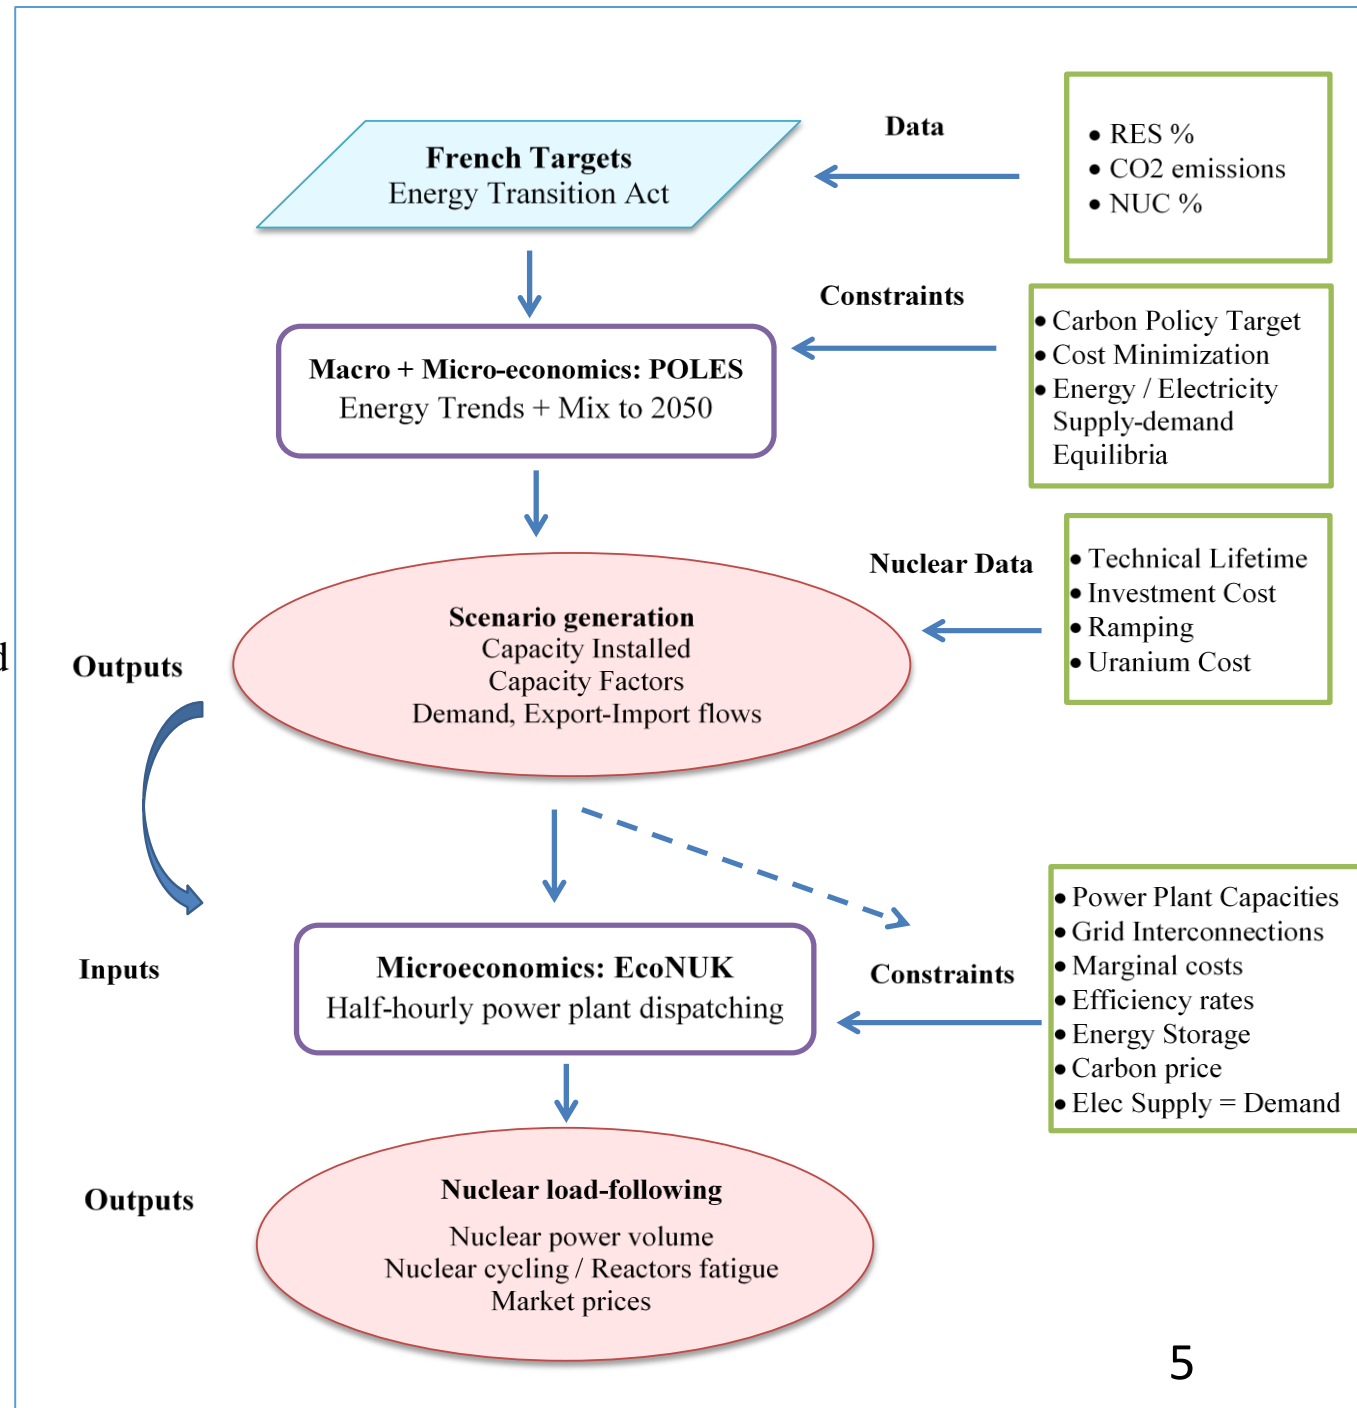 Data
• RES %
• CO2 emissions
• NUC %
French Targets
Energy Transition Act
Constraints
• Carbon Policy Target
• Cost Minimization
• Energy / Electricity
Supply-demand
Equilibria
Macro + Micro-economics: POLES
Energy Trends + Mix to 2050
Nuclear Data
• Technical Lifetime
• Investment Cost
• Ramping
• Uranium Cost
d
Outputs
Scenario generation
Capacity Installed
Capacity Factors
Demand, Export-Import flows
Inputs
Microeconomics: EcoNUK
Half-hourly power plant dispatching
Constraints
• Power Plant Capacities
• Grid Interconnections
• Marginal costs
• Efficiency rates
• Energy Storage
• Carbon price
• Elec Supply = Demand
Outputs
Nuclear load-following
Nuclear power volume
Nuclear cycling / Reactors fatigue
Market prices
5